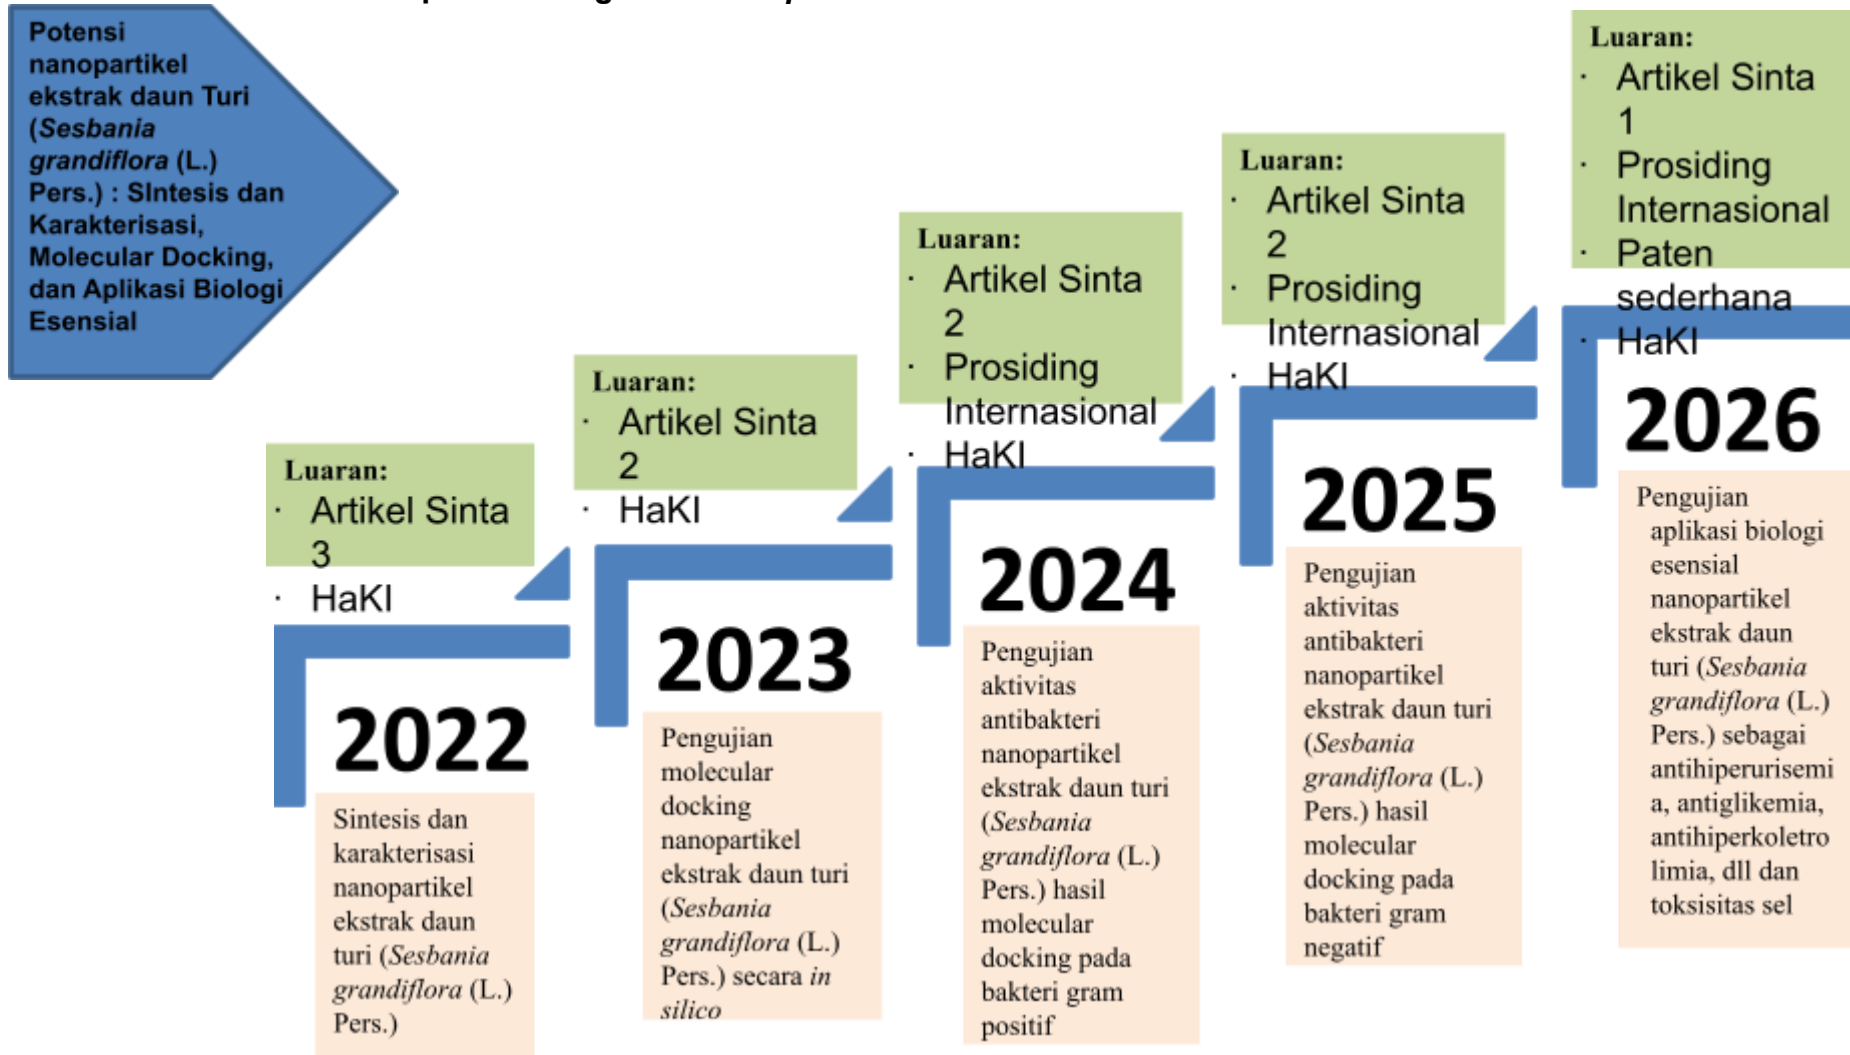 Potensi
nanopartikel
ekstrak daun Turi
(Sesbania
grandiflora (L.)
Pers.) : SIntesis dan
Karakterisasi,
Molecular Docking,
dan Aplikasi Biologi
Esensial
Luaran:
· Artikel Sinta
3
· HaKI
2022
Sintesis dan
karakterisasi
nanopartikel
ekstrak daun
turi (Sesbania
grandiflora (L.)
Pers.)
Luaran:
· Artikel Sinta
2
· HaKI
2023
Pengujian
molecular
docking
nanopartikel
ekstrak daun turi
(Sesbania
grandiflora (L.)
Pers.) secara in
silico
Luaran:
· Artikel Sinta
2
· Prosiding
Internasional
· HaKI
2024
Pengujian
aktivitas
antibakteri
nanopartikel
ekstrak daun turi
(Sesbania
grandiflora (L.)
Pers.) hasil
molecular
docking pada
bakteri gram
positif
Luaran:
· Artikel Sinta
2
· Prosiding
Internasional
· HaKI
2025
Pengujian
aktivitas
antibakteri
nanopartikel
ekstrak daun turi
(Sesbania
grandiflora (L.)
Pers.) hasil
molecular
docking pada
bakteri gram
negatif
Luaran:
· Artikel Sinta
1
· Prosiding
Internasional
· Paten
sederhana
· HaKI
2026
Pengujian
aplikasi biologi
esensial
nanopartikel
ekstrak daun
turi (Sesbania
grandiflora (L.)
Pers.) sebagai
antihiperurisemi
a, antiglikemia,
antihiperkoletro
limia, dll dan
toksisitas sel